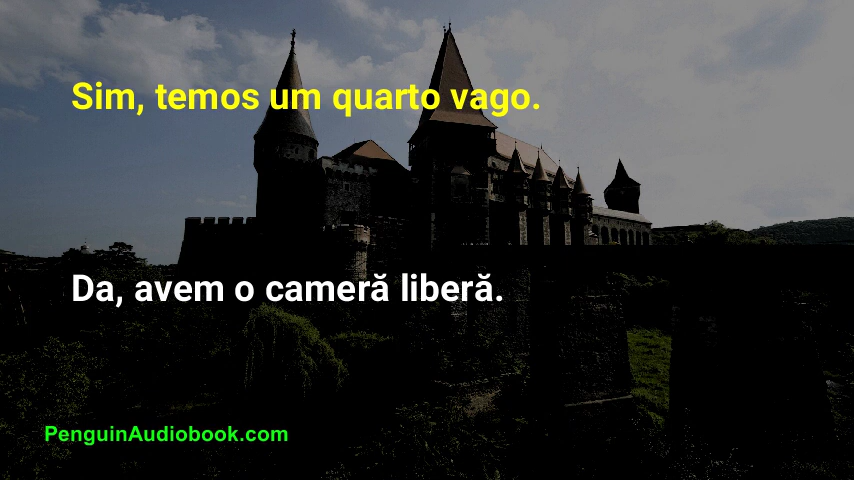 Sim, temos um quarto vago.
Da, avem o cameră liberă.
PenguinAudiobook.com